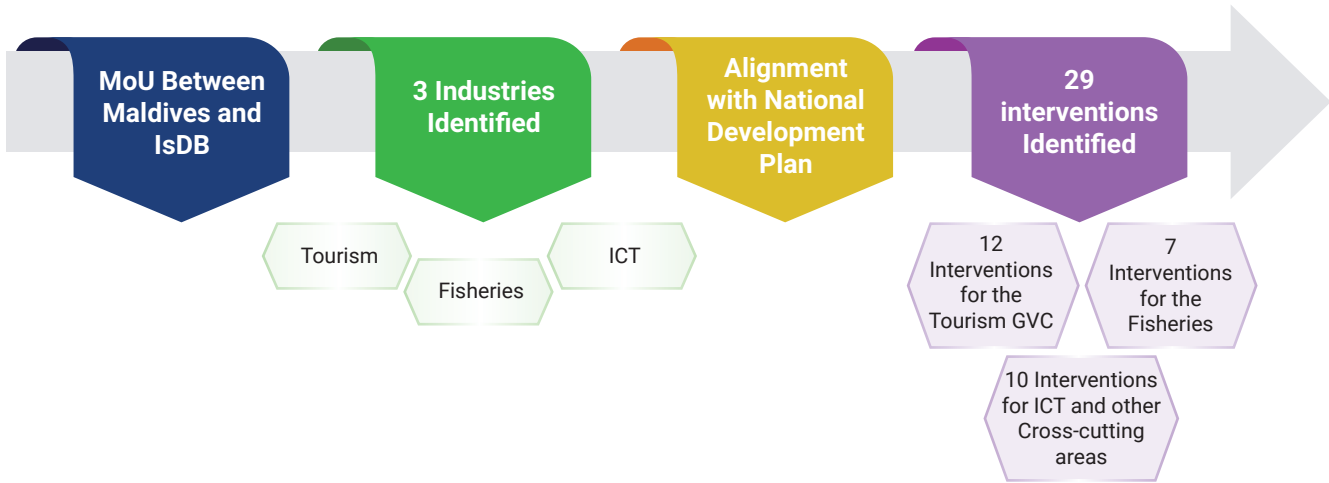 MoU Between
Maldives and
IsDB
3 Industries
Identified
Alignment
with National
Development
Plan
29
interventions
Identified
Tourism
Fisheries
ICT
12
Interventions
for the
Tourism GVC
7
Interventions
for the
Fisheries
10 Interventions
for ICT and other
Cross-cutting
areas